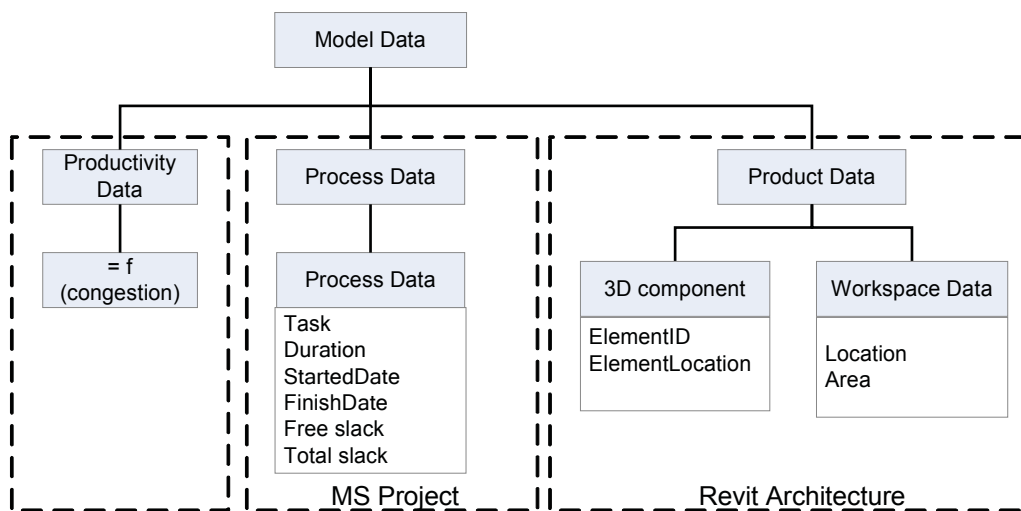 Model Data
Productivity
Data
= f
(congestion)
Process Data
Process Data
Task
Duration
StartedDate
FinishDate
Free slack
Total slack
MS Project
Product Data
3D component
ElementID
ElementLocation
Workspace Data
Location
Area
Revit Architecture